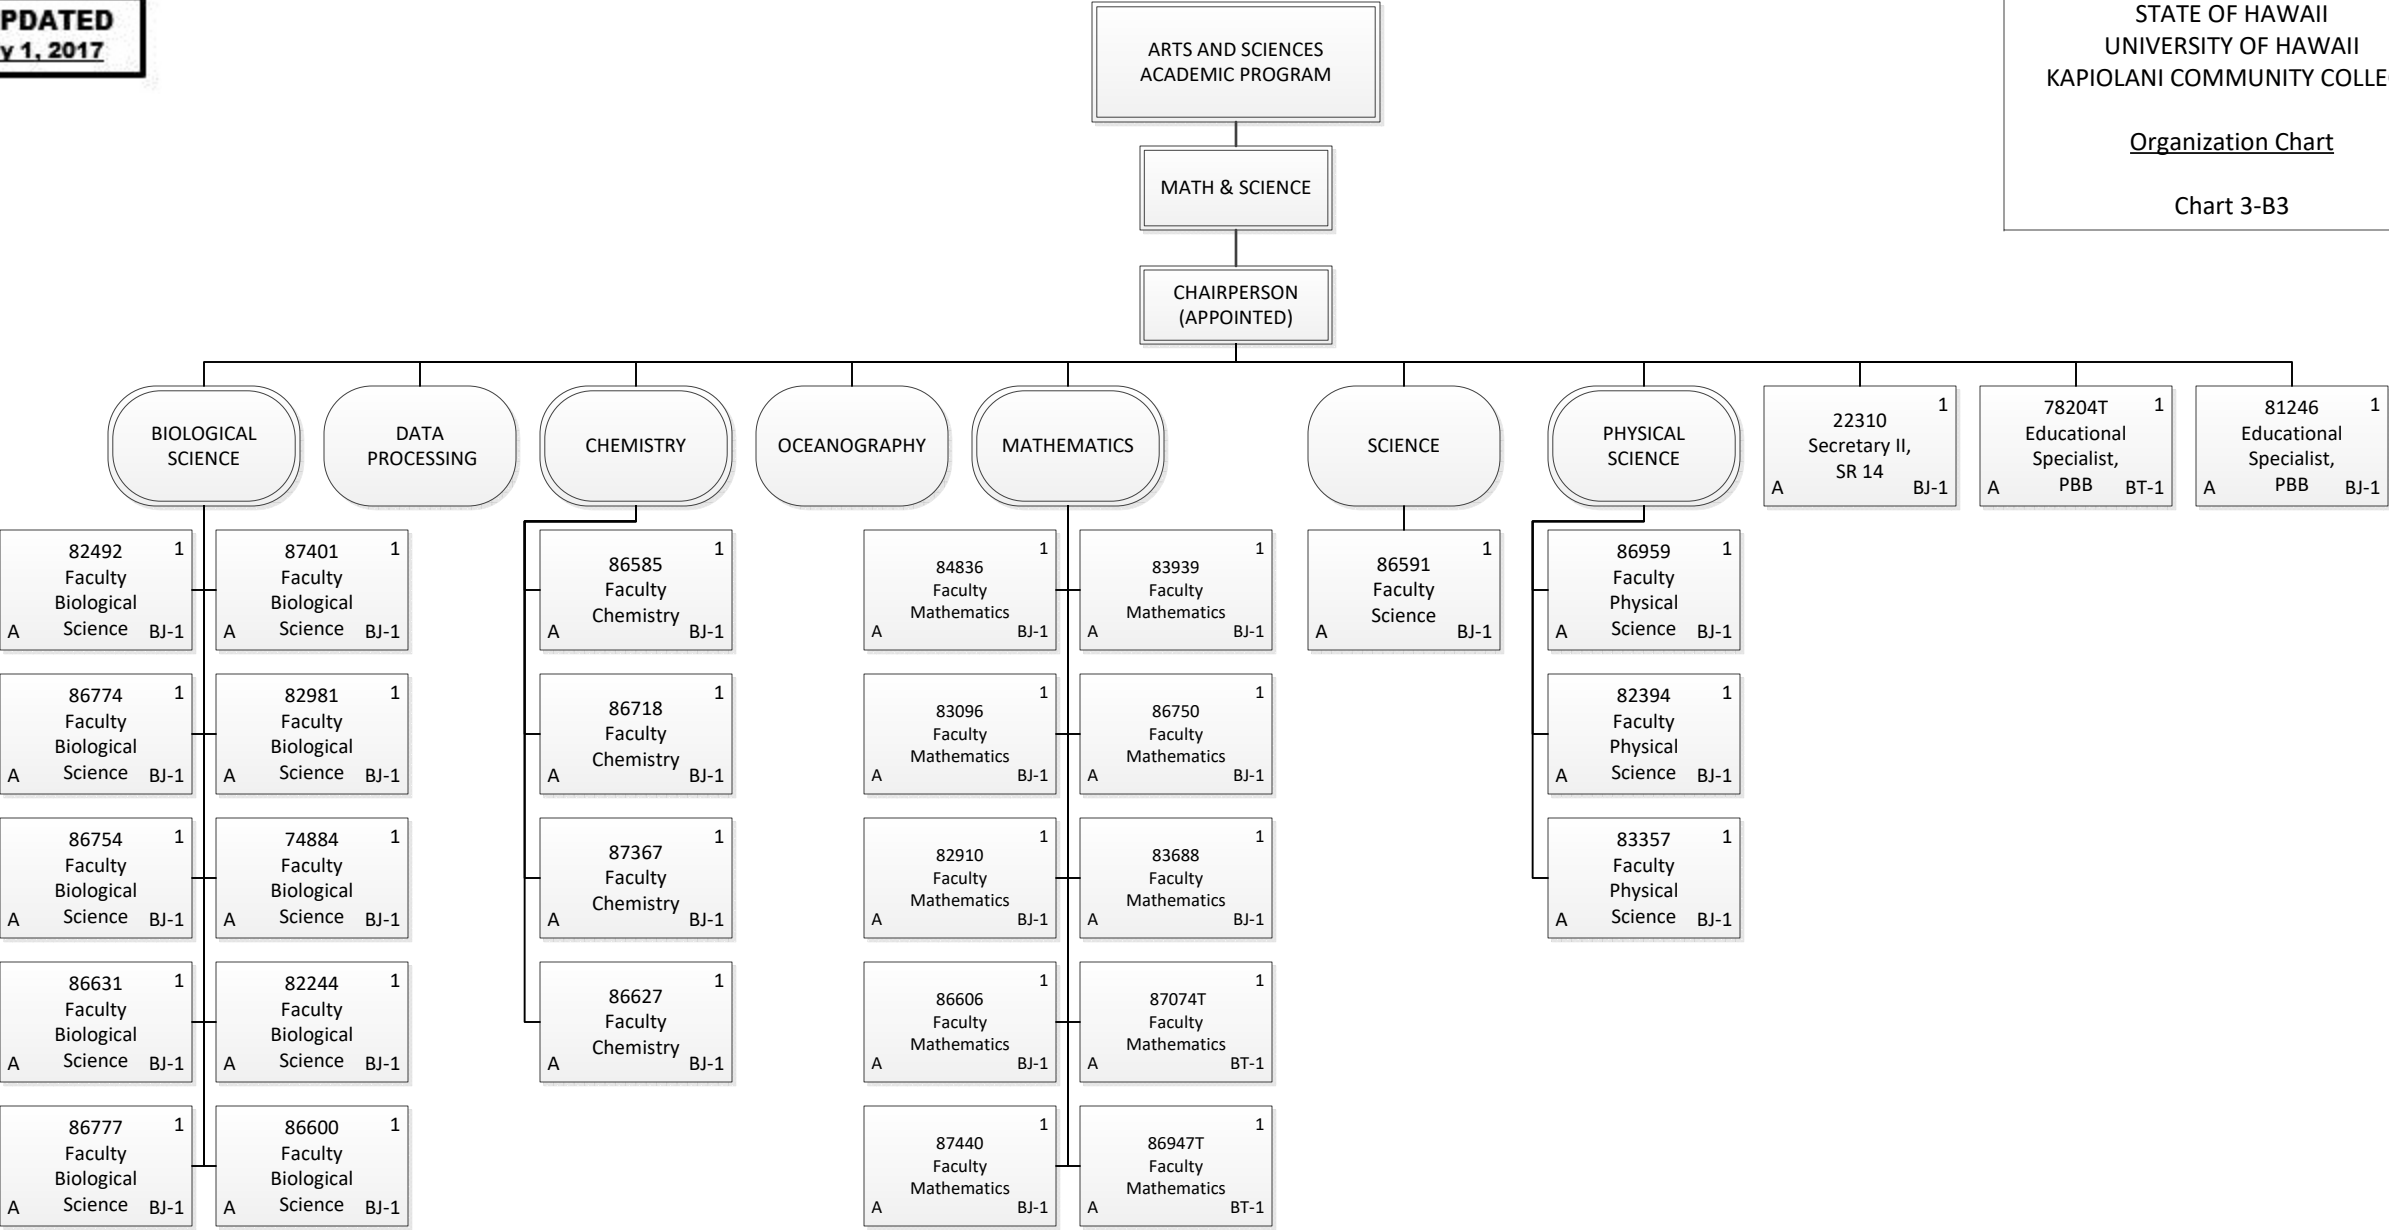 PDATED
y 1, 2017
STATE OF HAWAII
UNIVERSITY OF HAWAII
KAPIOLANI COMMUNITY COLLE
Organization Chart
Chart 3-B3
ARTS AND SCIENCES
ACADEMIC PROGRAM
MATH & SCIENCE
CHAIRPERSON
(APPOINTED)
BIOLOGICAL
SCIENCE
DATA
PROCESSING
CHEMISTRY
OCEANOGRAPHY
MATHEMATICS
SCIENCE
PHYSICAL
SCIENCE
1
22310
Secretary II,
SR 14
A BJ-1
78204T 1
Educational
Specialist,
A PBB BT-1
81246 1
Educational
Specialist,
A PBB BJ-1
82492 1
Faculty
Biological
A Science BJ-1
87401 1
Faculty
Biological
A Science BJ-1
86774 1
Faculty
Biological
A Science BJ-1
82981 1
Faculty
Biological
A Science BJ-1
86754 1
Faculty
Biological
A Science BJ-1
74884 1
Faculty
Biological
A Science BJ-1
86631 1
Faculty
Biological
A Science BJ-1
82244 1
Faculty
Biological
A Science BJ-1
86777 1
Faculty
Biological
A Science BJ-1
86600 1
Faculty
Biological
A Science BJ-1
1
86585
Faculty
Chemistry
A BJ-1
1
86718
Faculty
Chemistry
A BJ-1
1
87367
Faculty
Chemistry
A BJ-1
1
86627
Faculty
Chemistry
A BJ-1
1
84836
Faculty
Mathematics
A BJ-1
1
83939
Faculty
Mathematics
A BJ-1
1
83096
Faculty
Mathematics
A BJ-1
1
86750
Faculty
Mathematics
A BJ-1
1
82910
Faculty
Mathematics
A BJ-1
1
83688
Faculty
Mathematics
A BJ-1
1
86606
Faculty
Mathematics
A BJ-1
1
87074T
Faculty
Mathematics
A BT-1
1
87440
Faculty
Mathematics
A BJ-1
1
86947T
Faculty
Mathematics
A BT-1
1
86591
Faculty
Science
A BJ-1
86959 1
Faculty
Physical
A Science BJ-1
82394 1
Faculty
Physical
A Science BJ-1
83357 1
Faculty
Physical
A Science BJ-1